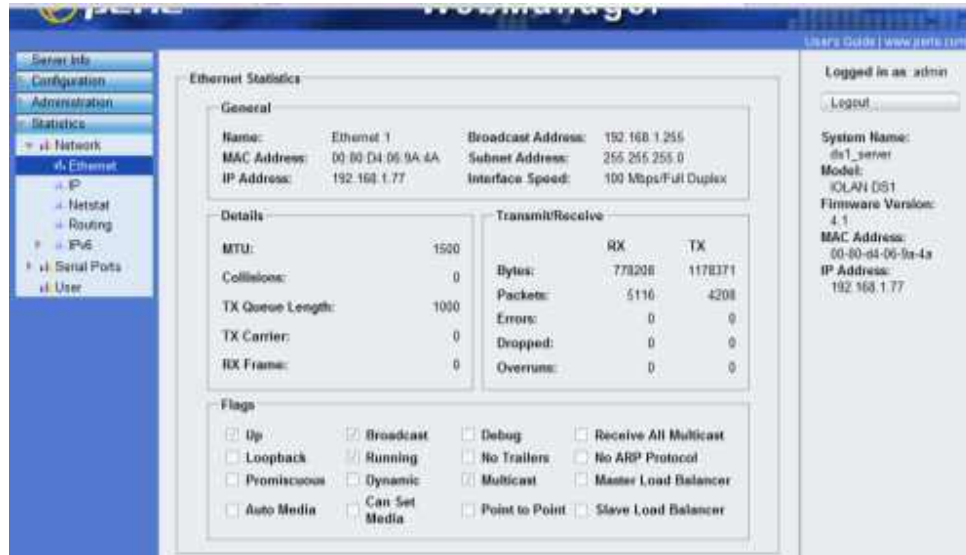 perle
WebManager
User's Guide | www.perle.com
Server Info
Configuration
Administration
Statistics
Network
Ethernet
IP
Netstat
Routing
IPv6
Serial Ports
User
Ethernet Statistics
General
Name: Ethernet 1 Broadcast Address: 192.168.1.255
MAC Address: 00:80:D4:06:9A:4A Subnet Address: 255.255.255.0
IP Address: 192.168.1.77 Interface Speed: 100 Mbps/Full Duplex
Details
MTU: 1500
Collisions: 0
TX Queue Length: 1000
TX Carrier: 0
RX Frame: 0
Transmit/Receive
RX TX
Bytes: 778208 1178371
Packets: 5116 4208
Errors: 0 0
Dropped: 0 0
Overruns: 0 0
Flags
Up Broadcast Debug Receive All Multicast
Loopback Running No Trailers No ARP Protocol
Promiscuous Dynamic Multicast Master Load Balancer
Auto Media Can Set Media Point to Point Slave Load Balancer
Logged in as: admin
Logout
System Name:
ds1_server
Model:
IOLAN DS1
Firmware Version:
4.1
MAC Address:
00-80-d4-06-9a-4a
IP Address:
192.168.1.77